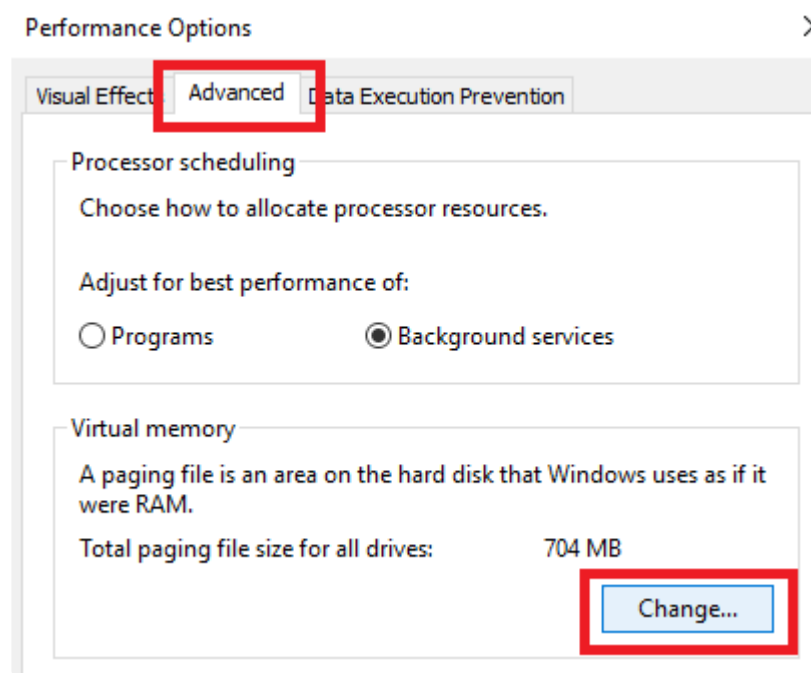 Performance Options
Visual Effects Advanced Data Execution Prevention
Processor scheduling
Choose how to allocate processor resources.
Adjust for best performance of:
Programs Background services
Virtual memory
A paging file is an area on the hard disk that Windows uses as if it
were RAM.
Total paging file size for all drives: 704 MB
Change...